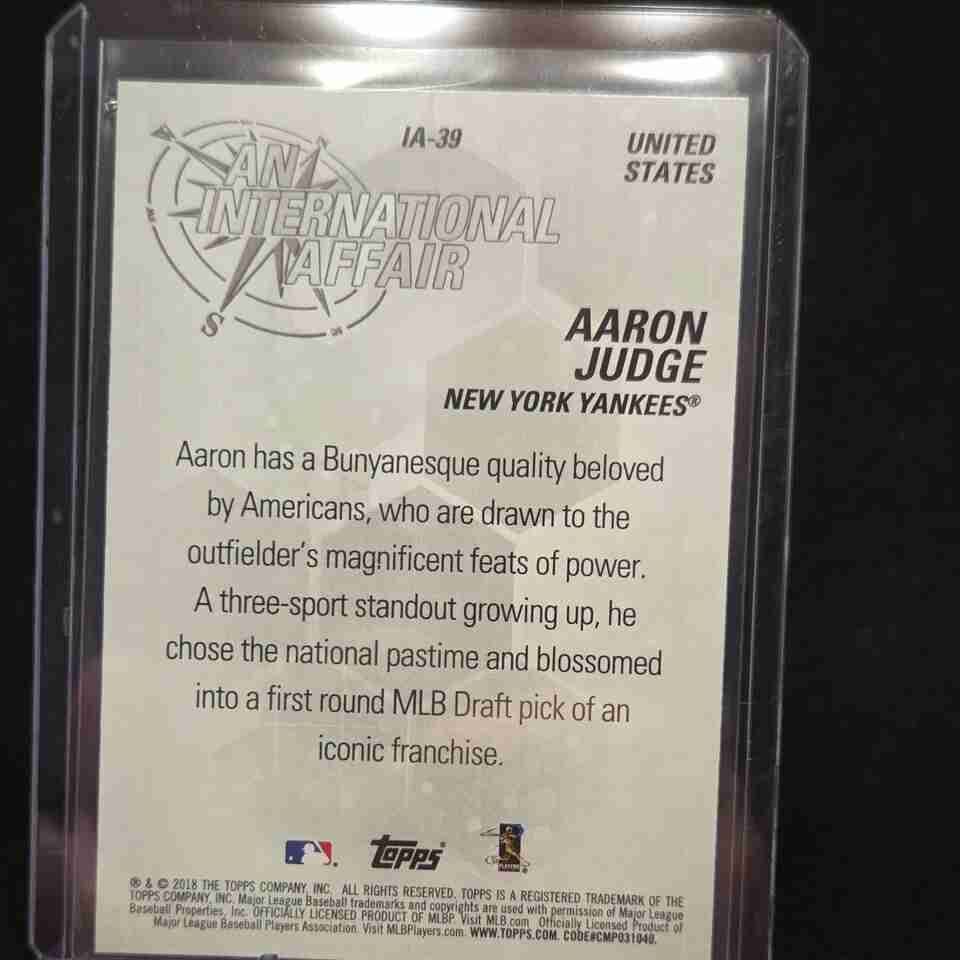 IA-39
UNITED
STATES
AN
INTERNATIONAL
AFFAIR
S
AARON
JUDGE
NEW YORK YANKEES®
Aaron has a Bunyanesque quality beloved
by Americans, who are drawn to the
outfielder's magnificent feats of power.
A three-sport standout growing up, he
chose the national pastime and blossomed
into a first round MLB Draft pick of an
iconic franchise.
topps®
® & © 2018 THE TOPPS COMPANY, INC. ALL RIGHTS RESERVED. TOPPS IS A REGISTERED TRADEMARK OF THE
TOPPS COMPANY, INC. Major League Baseball trademarks and copyrights are used with permission of Major League
Baseball Properties, Inc. OFFICIALLY LICENSED PRODUCT OF MLBP. Visit MLB.com Officially Licensed Product of
Major League Baseball Players Association. Visit MLBPlayers.com. WWW.TOPPS.COM. CODE#CMP031040.